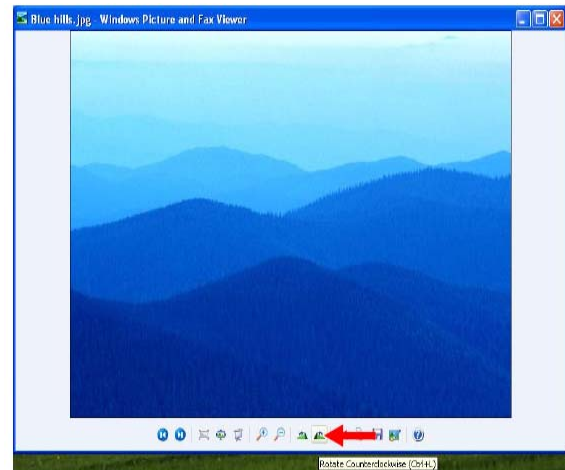 Blue hills.jpg - Windows Picture and Fax Viewer
Rotate Counterclockwise (Ctrl+L)